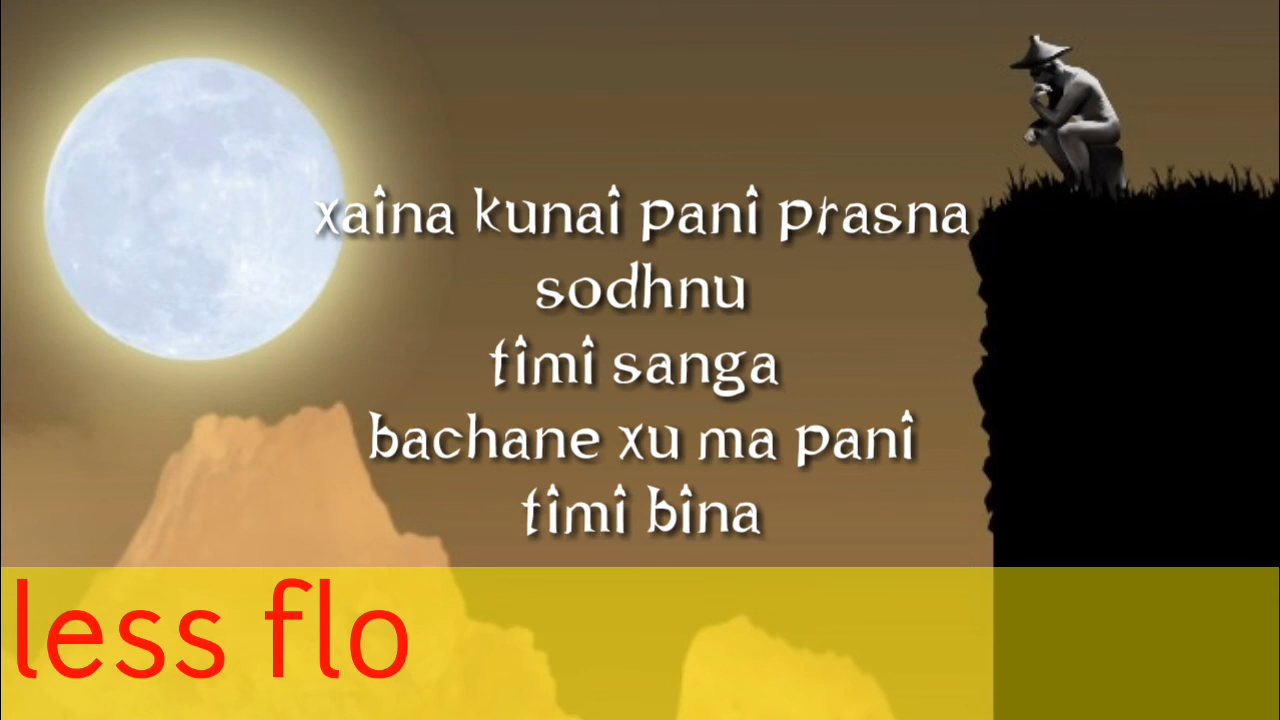 xaina kunai pani prasna
sodhnu
timi sanga
bachane xu ma pani
timi bina
less flo